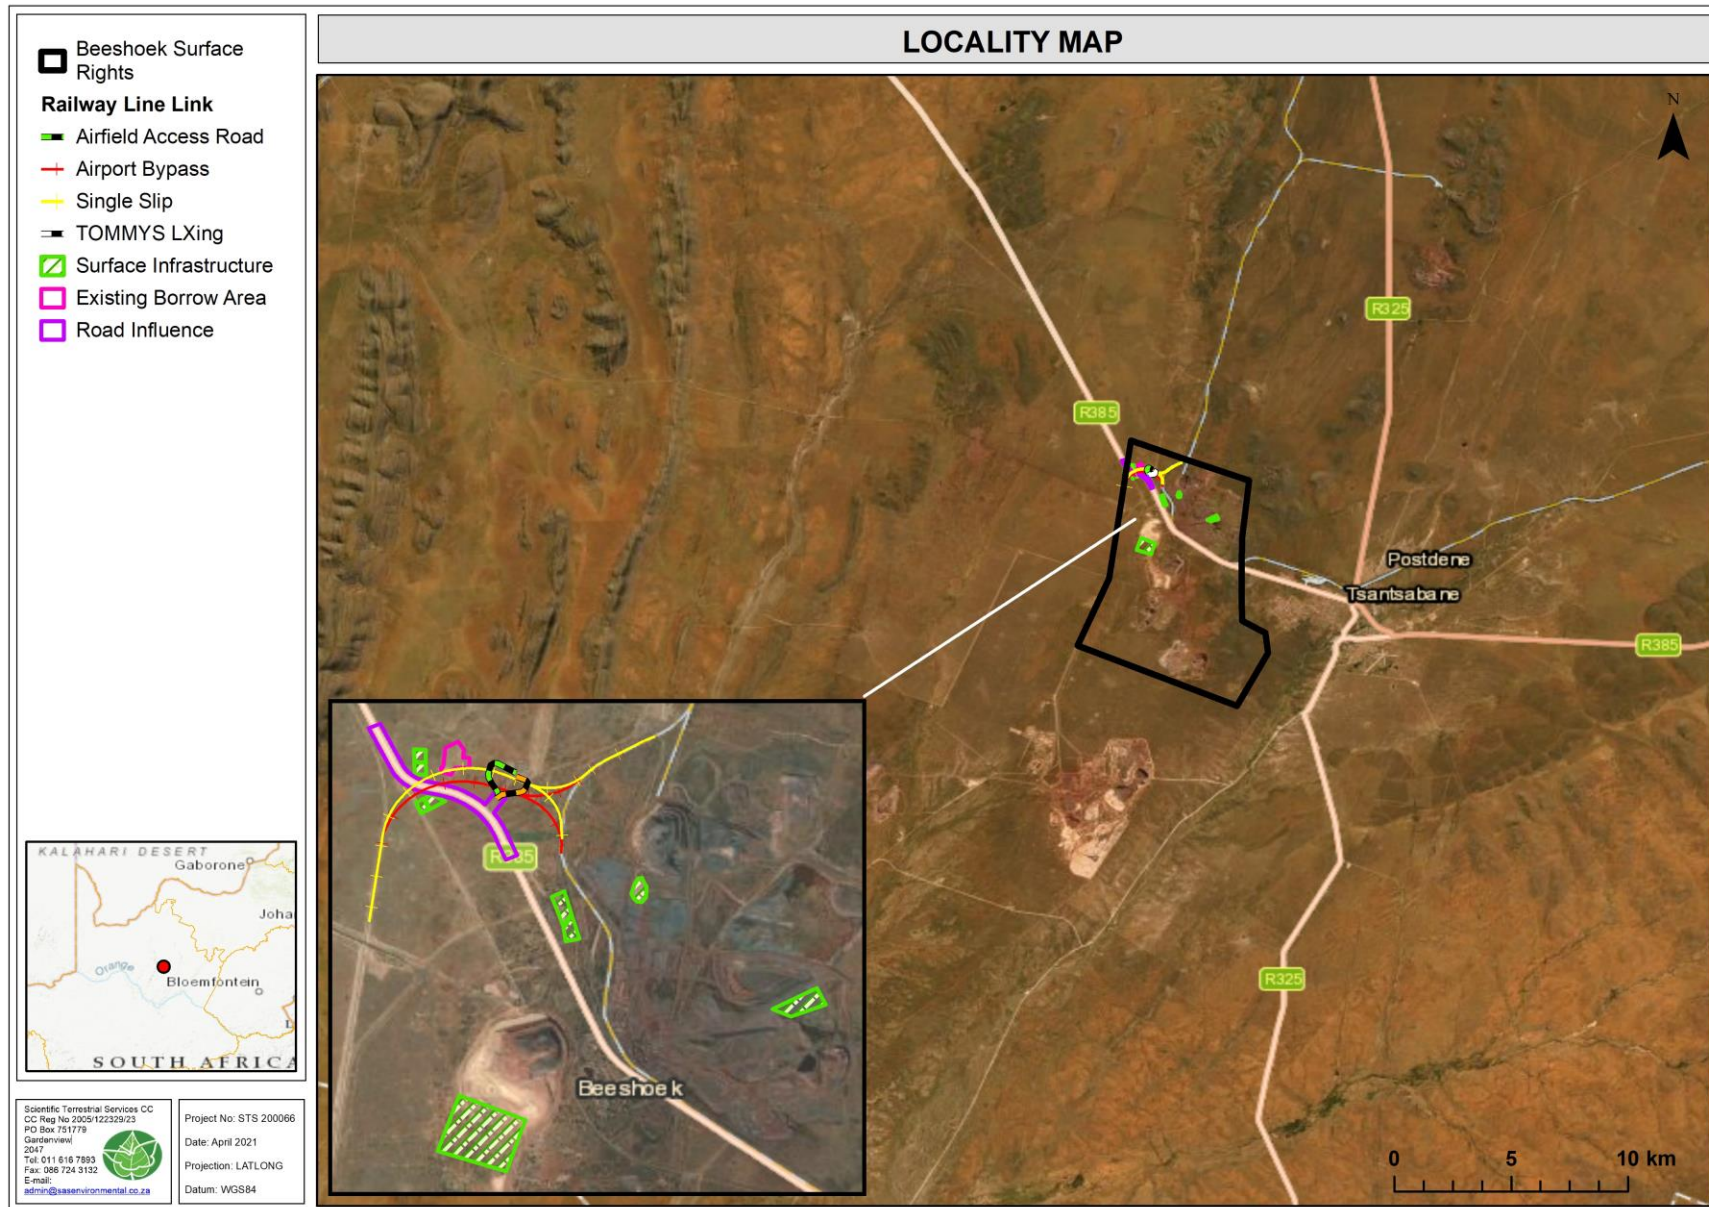 LOCALITY MAP
Beeshoek Surface
Rights
Railway Line Link
Airfield Access Road
Airport Bypass
Single Slip
TOMMYS LXing
Surface Infrastructure
Existing Borrow Area
Road Influence
N
R325
R385
Postdene
Tsantsabane
R385
R325
Beeshoek
0 5 10 km
KALAHARI DESERT
Gaborone
Joha
Orange
Bloemfontein
L
SOUTH AFRICA
Scientific Terrestrial Services CC
CC Reg No 2005/122329/23
PO Box 751779
Gardenview
2047
Tel: 011 616 7893
Fax: 086 724 3132
E-mail:
admin@sasenvironmental.co.za
Project No: STS 200066
Date: April 2021
Projection: LATLONG
Datum: WGS84